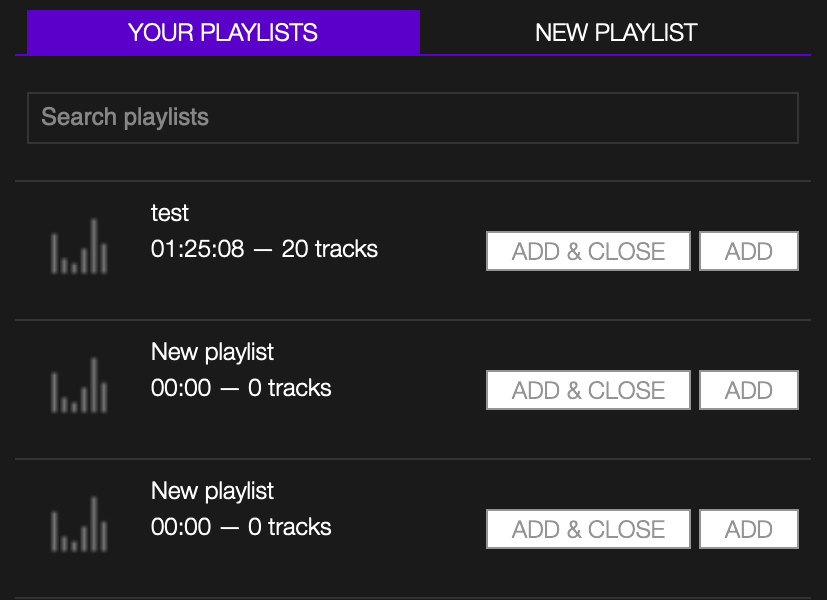 YOUR PLAYLISTS
NEW PLAYLIST
Search playlists
test
01:25:08 — 20 tracks
ADD & CLOSE
ADD
New playlist
00:00 — 0 tracks
ADD & CLOSE
ADD
New playlist
00:00 — 0 tracks
ADD & CLOSE
ADD